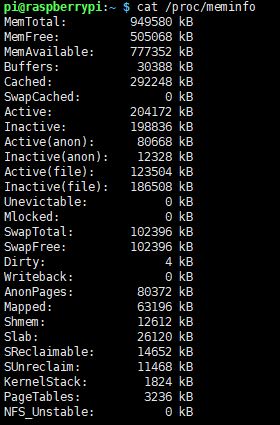 pi@raspberrypi:~ $ cat /proc/meminfo
MemTotal: 949580 kB
MemFree: 505068 kB
MemAvailable: 777352 kB
Buffers: 30388 kB
Cached: 292248 kB
SwapCached: 0 kB
Active: 204172 kB
Inactive: 198836 kB
Active(anon): 80668 kB
Inactive(anon): 12328 kB
Active(file): 123504 kB
Inactive(file): 186508 kB
Unevictable: 0 kB
Mlocked: 0 kB
SwapTotal: 102396 kB
SwapFree: 102396 kB
Dirty: 4 kB
Writeback: 0 kB
AnonPages: 80372 kB
Mapped: 63196 kB
Shmem: 12612 kB
Slab: 26120 kB
SReclaimable: 14652 kB
SUnreclaim: 11468 kB
KernelStack: 1824 kB
PageTables: 3236 kB
NFS_Unstable: 0 kB